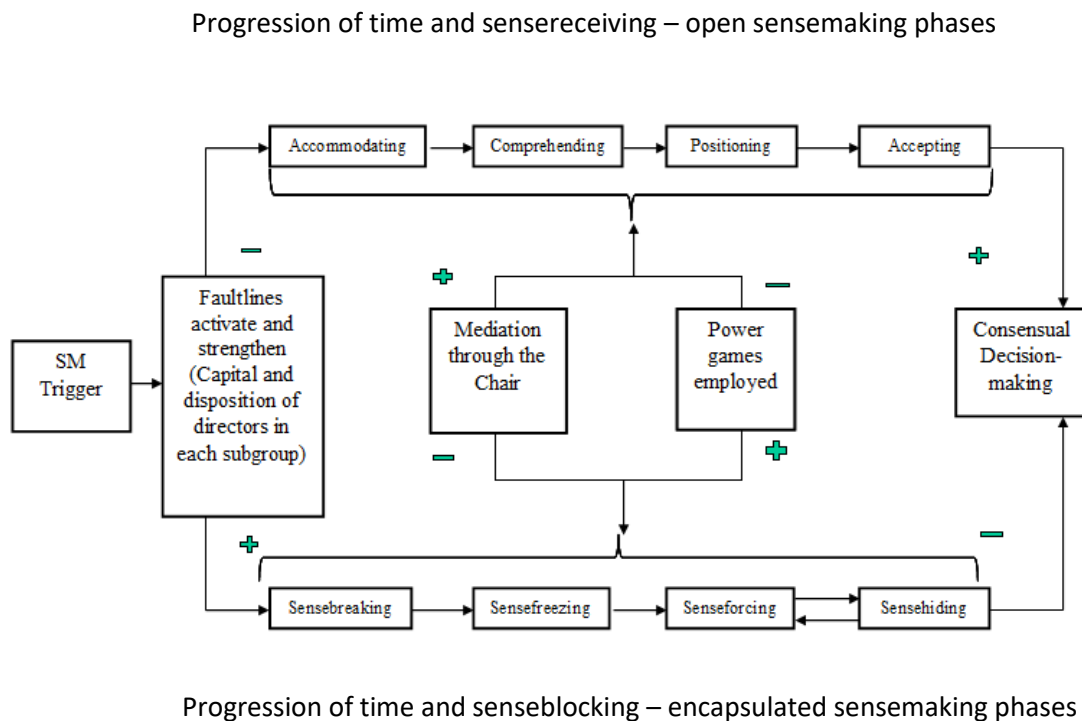 Progression of time and sensereceiving – open sensemaking phases
Accommodating
Comprehending
Positioning
Accepting
SM
Trigger
Faultlines
activate and
strengthen
(Capital and
disposition of
directors in
each subgroup)
Mediation
through the
Chair
Power
games
employed
Consensual
Decision-
making
Sensebreaking
Sensefreezing
Senseforcing
Sensehiding
Progression of time and senseblocking – encapsulated sensemaking phases